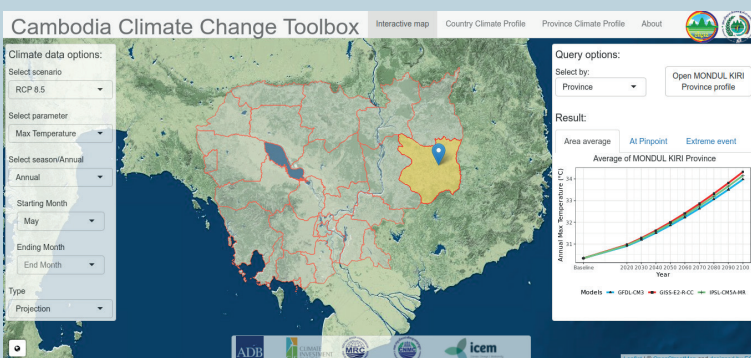 Cambodia Climate Change Toolbox
Interactive map
Country Climate Profile
Province Climate Profile
About
Climate data options:
Select scenario
RCP 8.5
Select parameter
Max Temperature
Select season/Annual
Annual
Starting Month
May
Ending Month
End Month
Type
Projection
Query options:
Select by:
Province
Open MONDUL KIRI
Province profile
Result:
Area average
At Pinpoint
Extreme event
Average of MONDUL KIRI Province
Annual Max Temperature (°C)
34
33
32
31
Baseline
2020 2030 2040 2050 2060 2070 2080 2090 2100
Year
Models
GFDL-CM3
GISS-E2-R-CC
IPSL-CM5A-MR
ADB
CLIMATE
INVESTMENT
MRC
icem